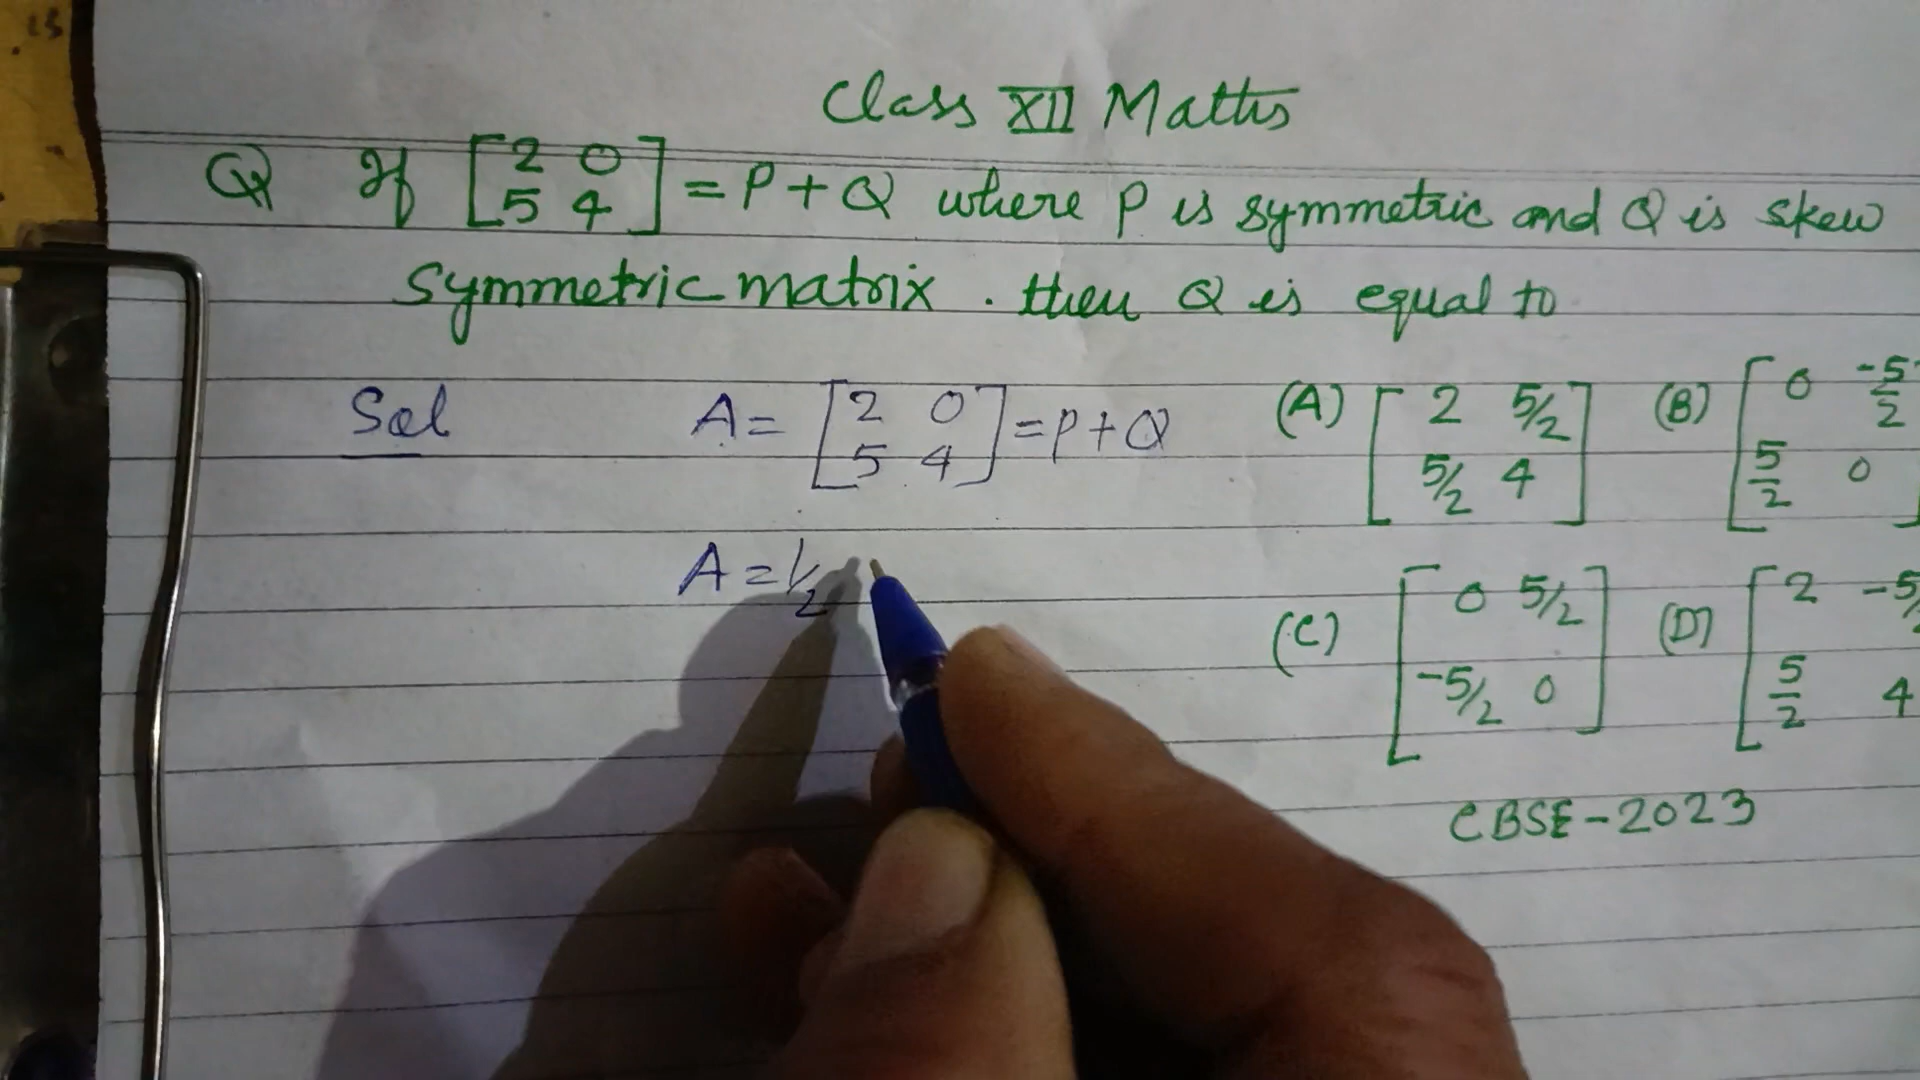 .15
Class XII Maths
Q If [2 0
5 4] = P + Q where P is symmetric and Q is skew
symmetric matrix . then Q is equal to
Sol A = [2 0
5 4] = P + Q
A = 1/2
(A) [2 5/2
5/2 4]
(B) [0 -5/2
5/2 0]
(C) [0 5/2
-5/2 0]
(D) [2 -5/
5/2 4
CBSE-2023